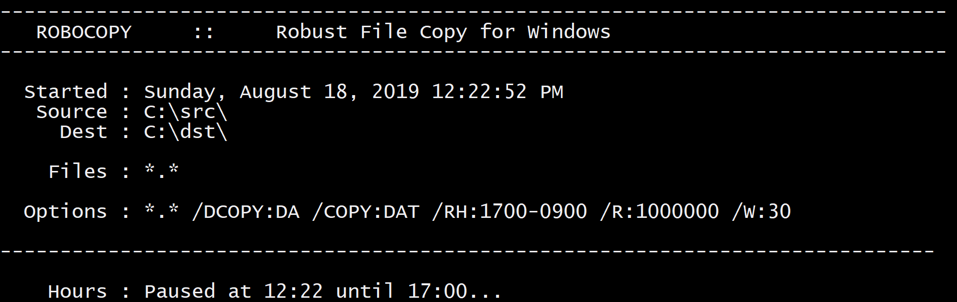 -------------------------------------------------------------------------------
   ROBOCOPY     ::     Robust File Copy for Windows
-------------------------------------------------------------------------------
  Started : Sunday, August 18, 2019 12:22:52 PM
   Source : C:\src\
     Dest : C:\dst\
    Files : *.*
  Options : *.* /DCOPY:DA /COPY:DAT /RH:1700-0900 /R:1000000 /W:30
------------------------------------------------------------------------------
    Hours : Paused at 12:22 until 17:00...